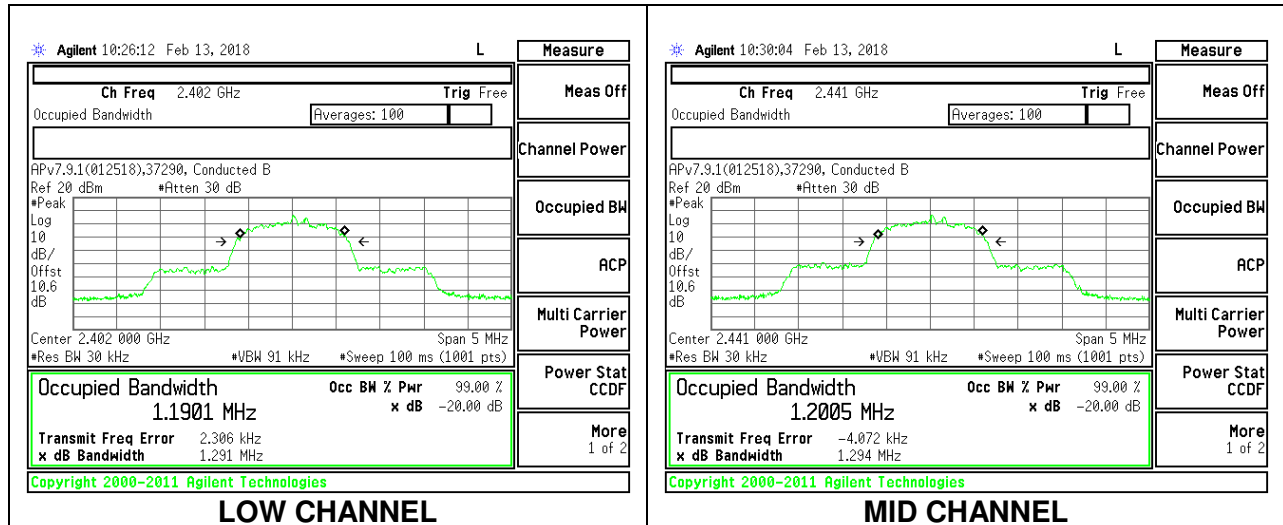 Agilent 10:26:12 Feb 13, 2018 L
Measure
Ch Freq 2.402 GHz Trig Free
Occupied Bandwidth Averages: 100
APv7.9.1(012518),37290, Conducted B
Ref 20 dBm #Atten 30 dB
#Peak
Log
10
dB/
Offst
10.6
dB
Center 2.402 000 GHz Span 5 MHz
#Res BW 30 kHz #VBW 91 kHz #Sweep 100 ms (1001 pts)
Occupied Bandwidth Occ BW % Pwr 99.00 %
1.1901 MHz x dB -20.00 dB
Transmit Freq Error 2.306 kHz
x dB Bandwidth 1.291 MHz
Meas Off
Channel Power
Occupied BW
ACP
Multi Carrier
Power
Power Stat
CCDF
More
1 of 2
Copyright 2000-2011 Agilent Technologies
LOW CHANNEL
Agilent 10:30:04 Feb 13, 2018 L
Measure
Ch Freq 2.441 GHz Trig Free
Occupied Bandwidth Averages: 100
APv7.9.1(012518),37290, Conducted B
Ref 20 dBm #Atten 30 dB
#Peak
Log
10
dB/
Offst
10.6
dB
Center 2.441 000 GHz Span 5 MHz
#Res BW 30 kHz #VBW 91 kHz #Sweep 100 ms (1001 pts)
Occupied Bandwidth Occ BW % Pwr 99.00 %
1.2005 MHz x dB -20.00 dB
Transmit Freq Error -4.072 kHz
x dB Bandwidth 1.294 MHz
Meas Off
Channel Power
Occupied BW
ACP
Multi Carrier
Power
Power Stat
CCDF
More
1 of 2
Copyright 2000-2011 Agilent Technologies
MID CHANNEL